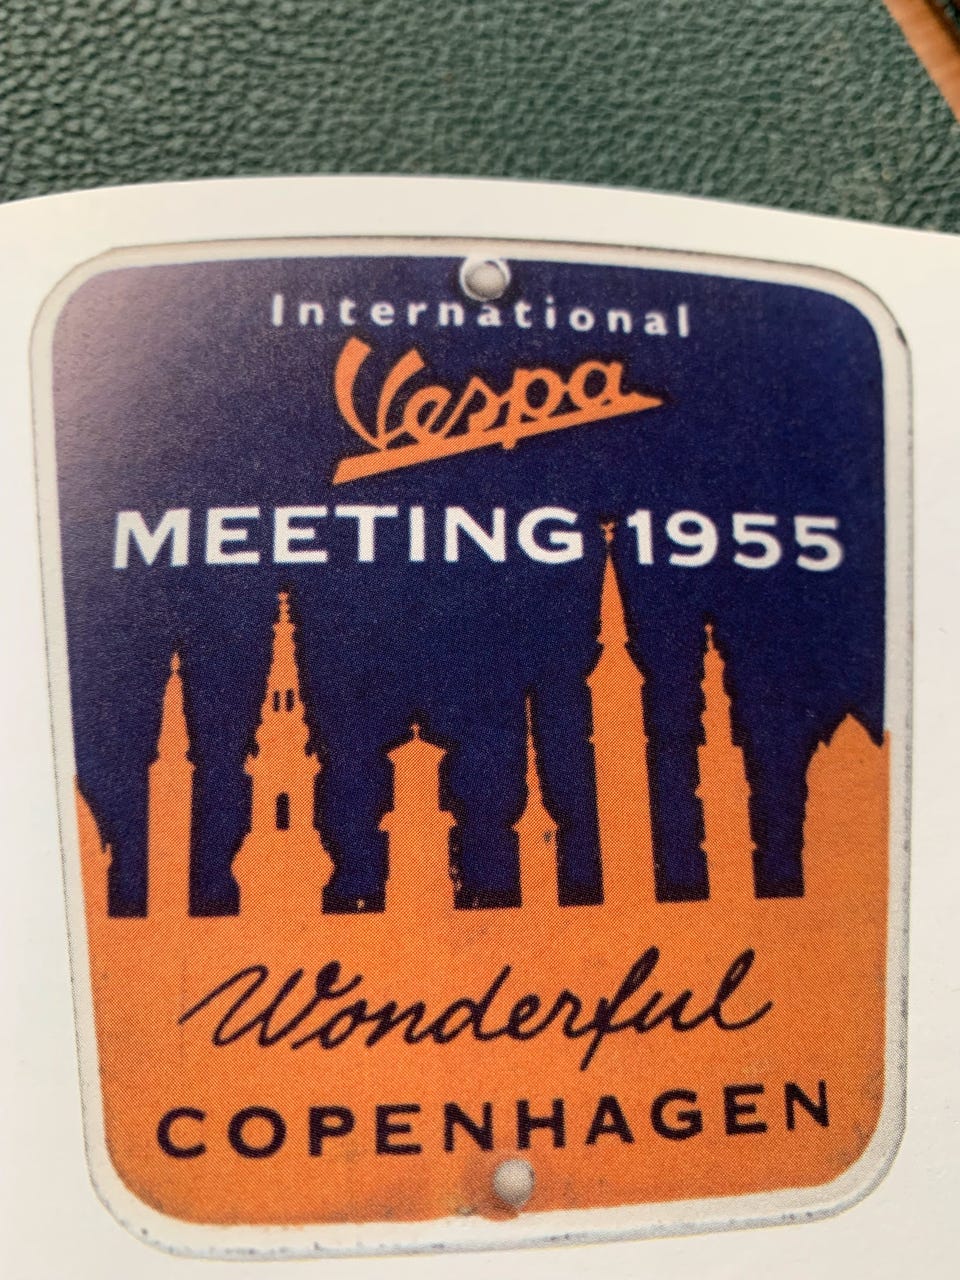 International
Vespa
MEETING 1955
Wonderful
COPENHAGEN